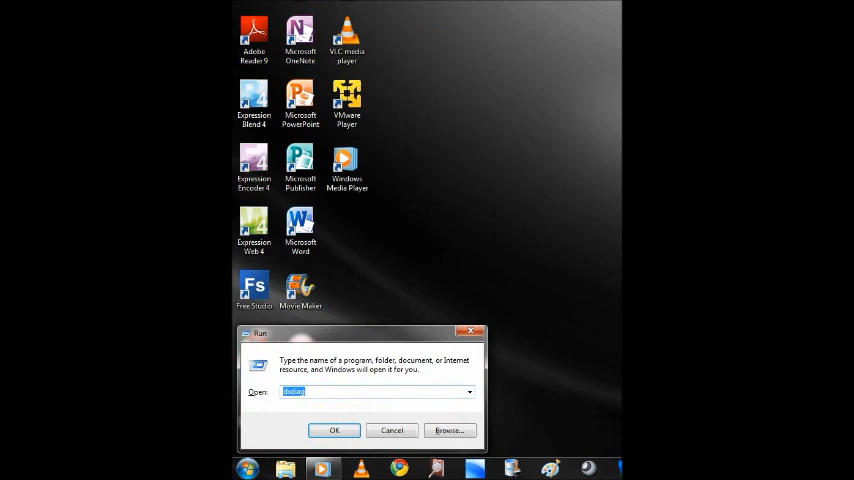 Adobe Reader 9
Microsoft OneNote
VLC media player
Expression Blend 4
Microsoft PowerPoint
VMware Player
Expression Encoder 4
Microsoft Publisher
Windows Media Player
Expression Web 4
Microsoft Word
Fs
Free Studio
Movie Maker
Run
Type the name of a program, folder, document, or Internet
resource, and Windows will open it for you.
Open: dxdiag
OK Cancel Browse...